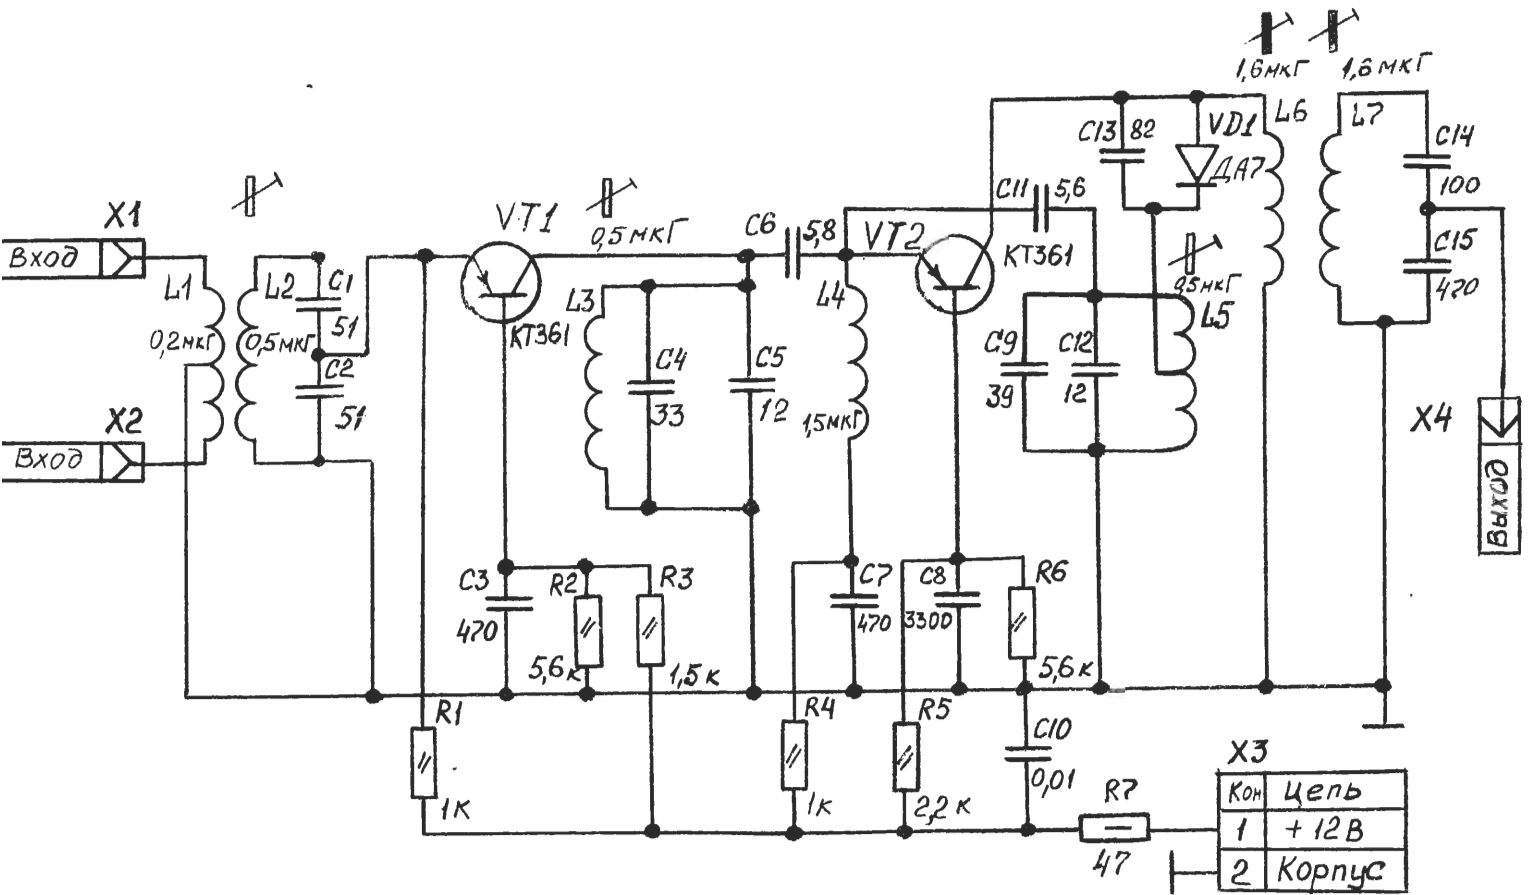 1,6мкГ
1,6мкГ
L6
L7
C13 82
VD1
ДА7
C14
100
C11
5,6
X1
VT1
0,5мкГ
C6
5,8
VT2
КТ361
C15
470
Вход
L1
L2
C1
51
КТ361
L3
L4
0,5мкГ
L5
0,2мкГ
0,5мкГ
C2
51
C4
33
C5
12
C9
39
C12
12
1,5мкГ
X2
Вход
X4
Выход
C3
470
R2
5,6к
R3
1,5к
C7
470
C8
3300
R6
5,6к
R1
1К
R4
1к
R5
2,2к
C10
0,01
R7
47
X3
Кон Цепь
1 +12В
2 Корпус